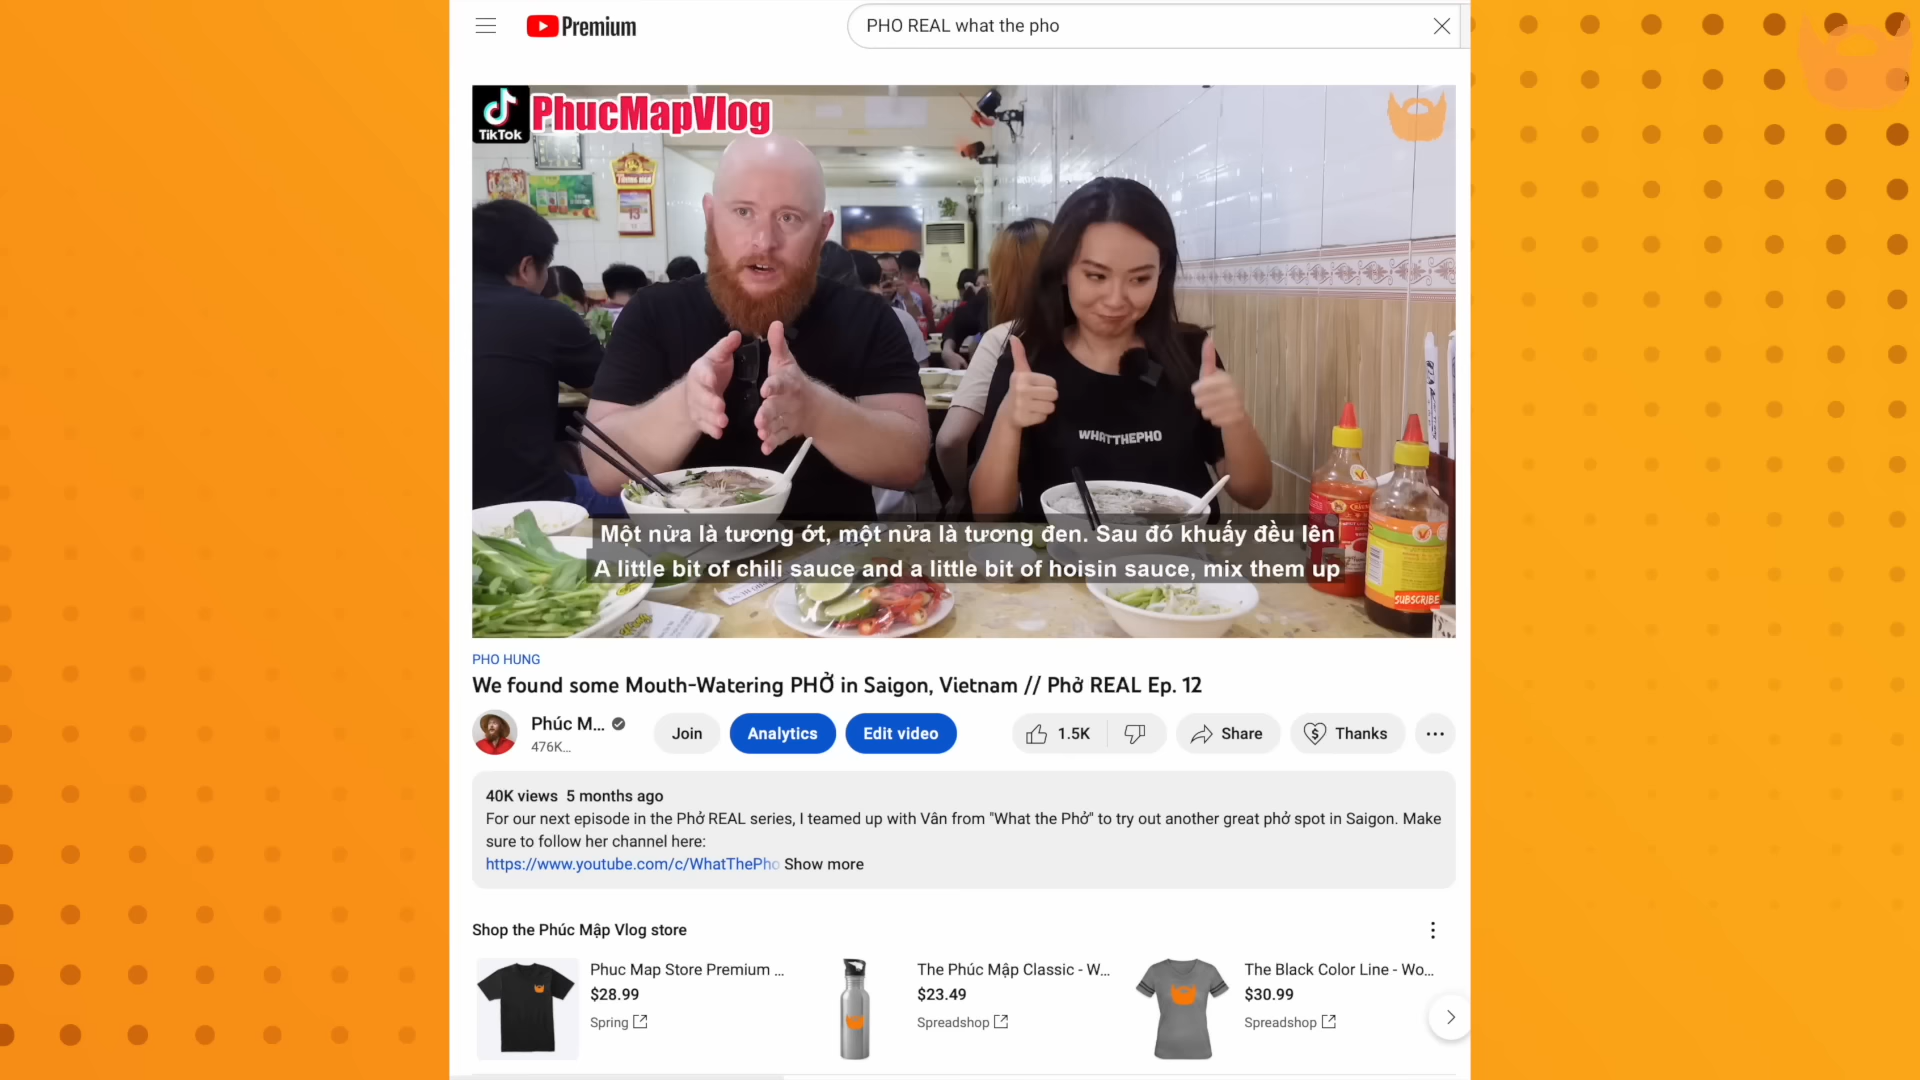 Premium
PHO REAL what the pho
TikTok
PhucMapVlog
13
WHATTHEPHO
Một nửa là tương ớt, một nửa là tương đen. Sau đó khuấy đều lên
A little bit of chili sauce and a little bit of hoisin sauce, mix them up
SUBSCRIBE
PHO HUNG
We found some Mouth-Watering PHỞ in Saigon, Vietnam // Phở REAL Ep. 12
Phúc M...
476K...
Join
Analytics
Edit video
1.5K
Share
Thanks
40K views 5 months ago
For our next episode in the Phở REAL series, I teamed up with Vân from "What the Phở" to try out another great phở spot in Saigon. Make
sure to follow her channel here:
https://www.youtube.com/c/WhatThePho Show more
Shop the Phúc Mập Vlog store
Phuc Map Store Premium ...
$28.99
Spring
The Phúc Mập Classic - W...
$23.49
Spreadshop
The Black Color Line - Wo...
$30.99
Spreadshop